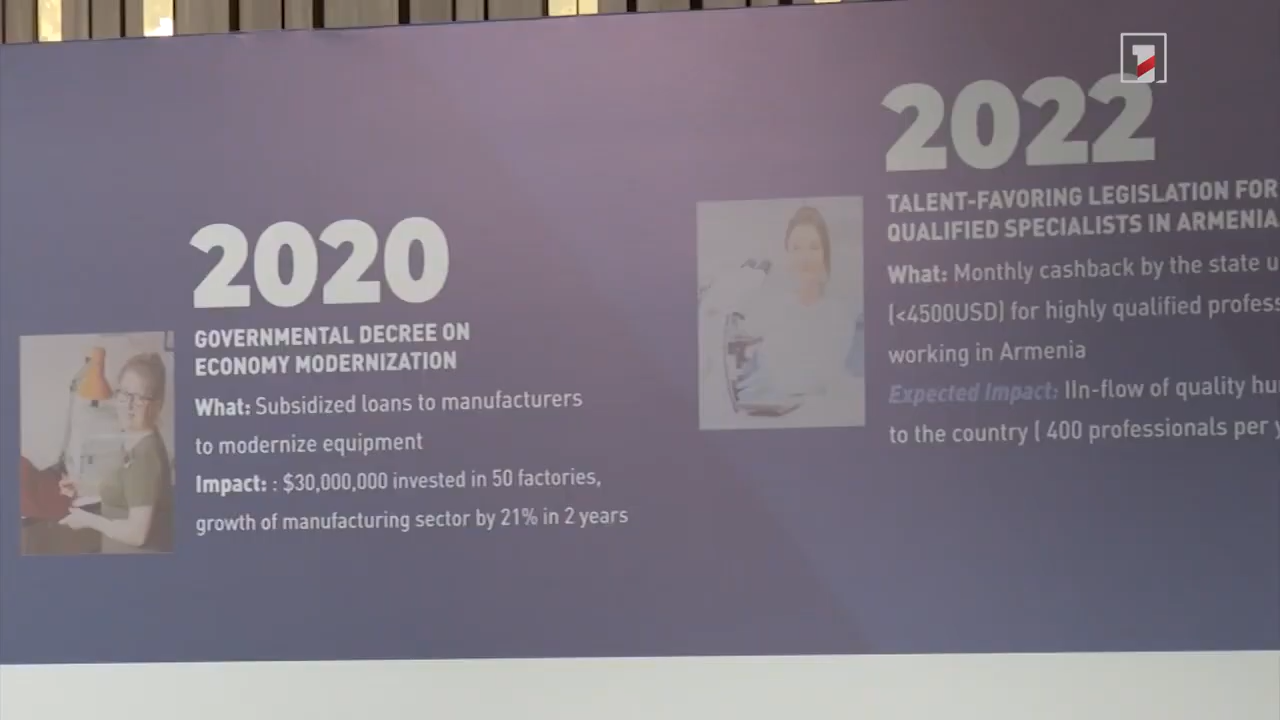 2020
GOVERNMENTAL DECREE ON
ECONOMY MODERNIZATION
What: Subsidized loans to manufacturers
to modernize equipment
Impact: : $30,000,000 invested in 50 factories,
growth of manufacturing sector by 21% in 2 years
2022
TALENT-FAVORING LEGISLATION FOR
QUALIFIED SPECIALISTS IN ARMENIA
What: Monthly cashback by the state
(<4500USD) for highly qualified
working in Armenia
Expected Impact: IIn-flow of quality
to the country ( 400 professionals per
1